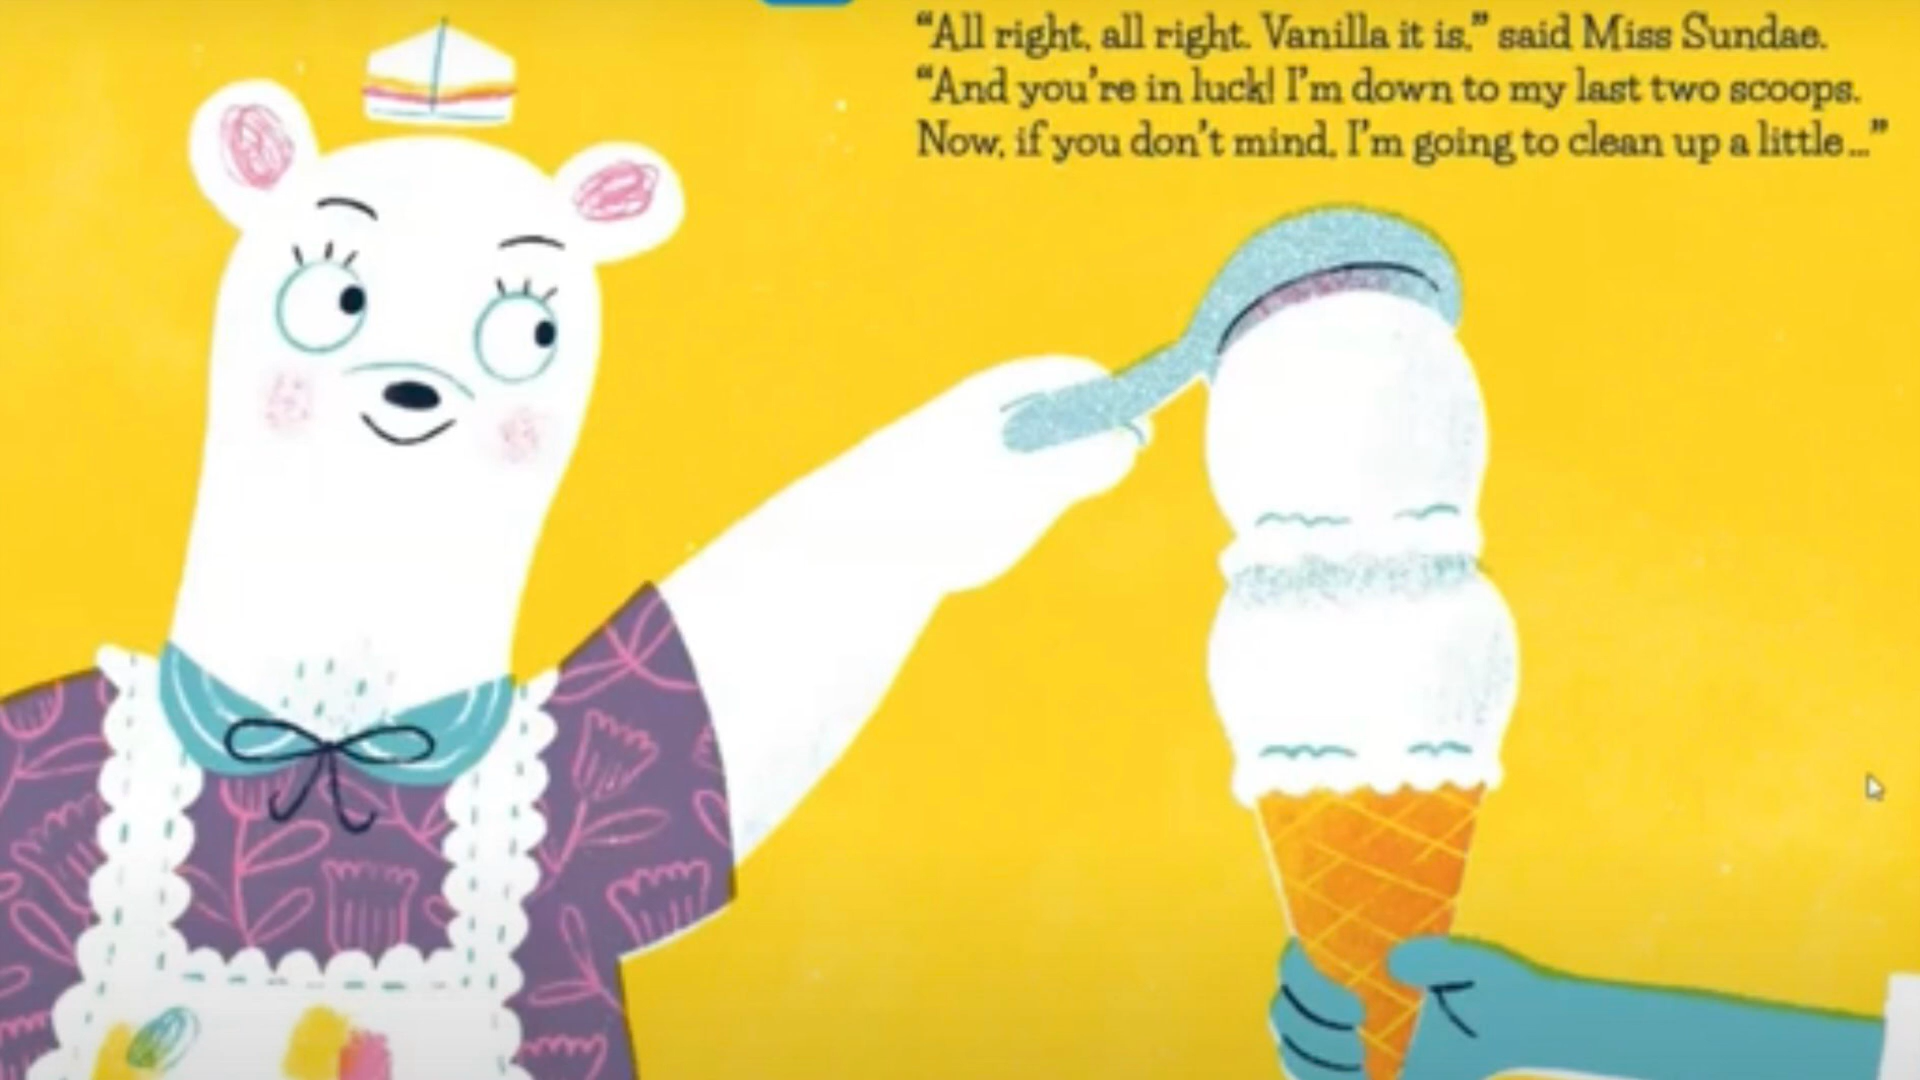 “All right, all right. Vanilla it is,” said Miss Sundae.
“And you’re in luck! I’m down to my last two scoops.
Now, if you don’t mind, I’m going to clean up a little...”